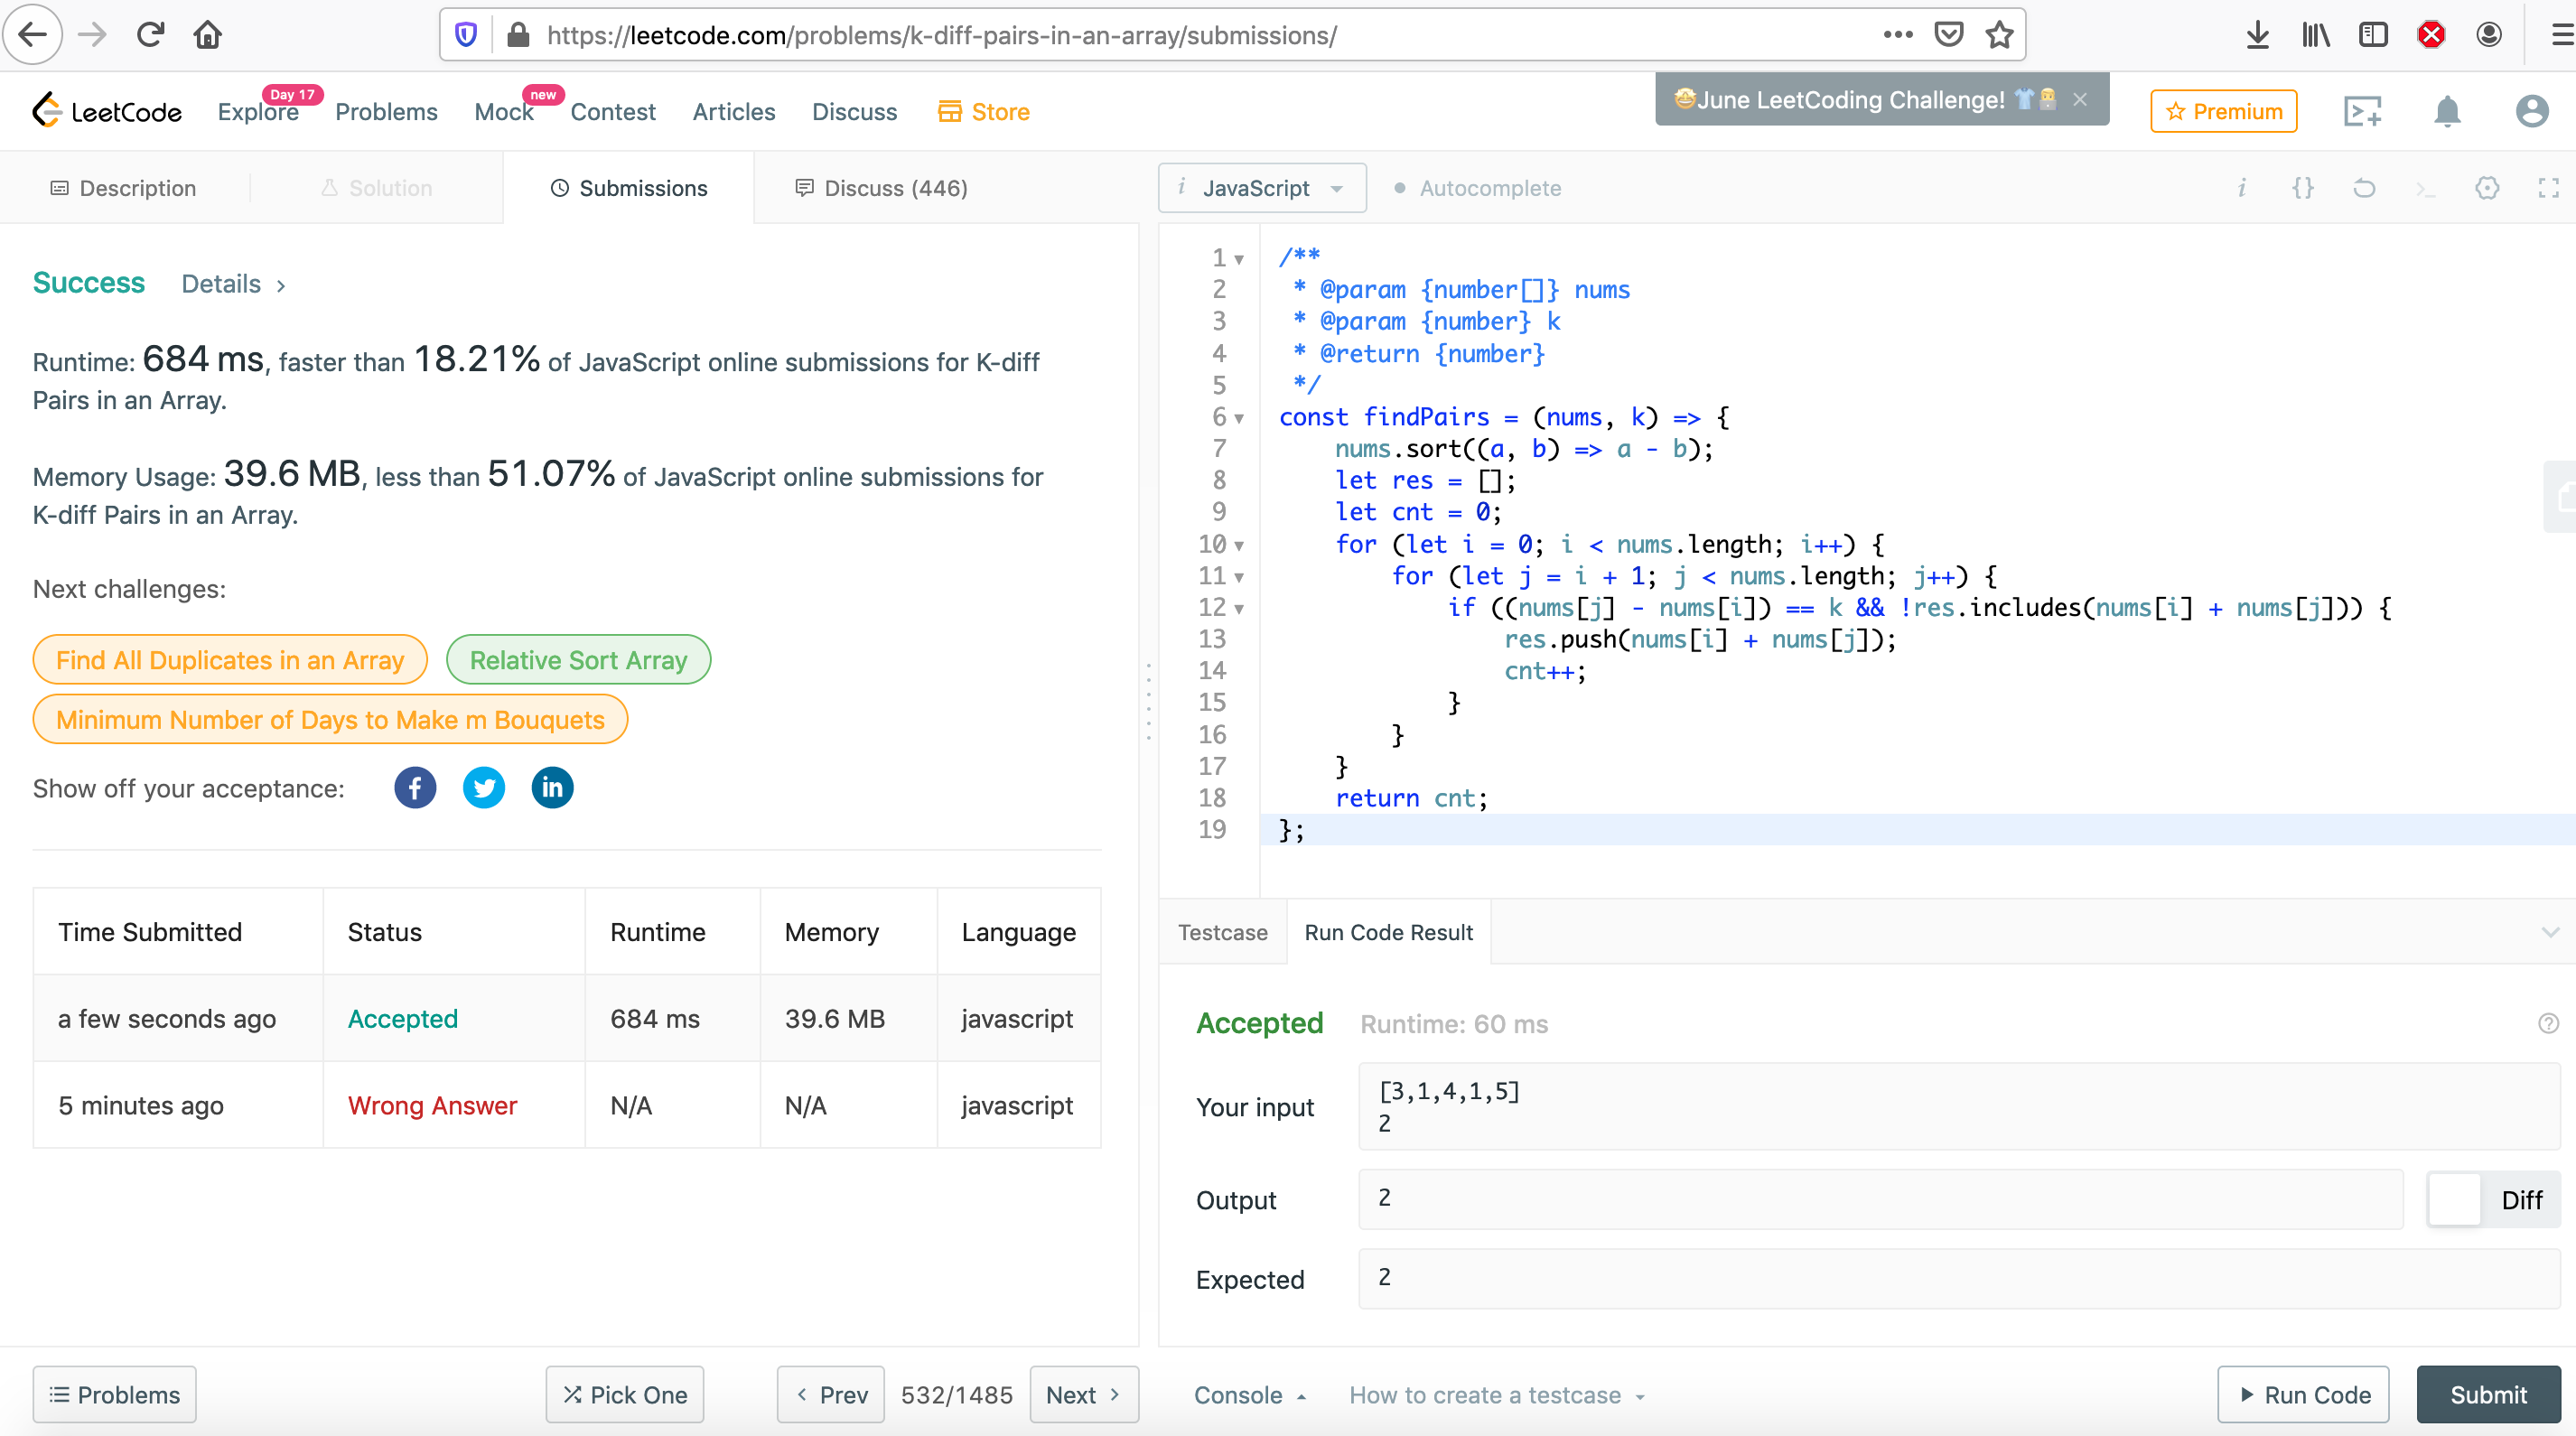 https://leetcode.com/problems/k-diff-pairs-in-an-array/submissions/
LeetCode
Explore
Day 17
Problems
Mock
new
Contest
Articles
Discuss
Store
🤩June LeetCoding Challenge! 👕
Premium
Description
Solution
Submissions
Discuss (446)
Success
Details
Runtime: 684 ms, faster than 18.21% of JavaScript online submissions for K-diff
Pairs in an Array.
Memory Usage: 39.6 MB, less than 51.07% of JavaScript online submissions for
K-diff Pairs in an Array.
Next challenges:
Find All Duplicates in an Array
Relative Sort Array
Minimum Number of Days to Make m Bouquets
Show off your acceptance:
Time Submitted Status Runtime Memory Language
a few seconds ago Accepted 684 ms 39.6 MB javascript
5 minutes ago Wrong Answer N/A N/A javascript
Problems
Pick One
Prev
532/1485
Next
i JavaScript
Autocomplete
1 /**
2 * @param {number[]} nums
3 * @param {number} k
4 * @return {number}
5 */
6 const findPairs = (nums, k) => {
7 nums.sort((a, b) => a - b);
8 let res = [];
9 let cnt = 0;
10 for (let i = 0; i < nums.length; i++) {
11 for (let j = i + 1; j < nums.length; j++) {
12 if ((nums[j] - nums[i]) == k && !res.includes(nums[i] + nums[j])) {
13 res.push(nums[i] + nums[j]);
14 cnt++;
15 }
16 }
17 }
18 return cnt;
19 };
Testcase
Run Code Result
Accepted
Runtime: 60 ms
Your input
[3,1,4,1,5]
2
Output
2
Diff
Expected
2
Console
How to create a testcase
Run Code
Submit